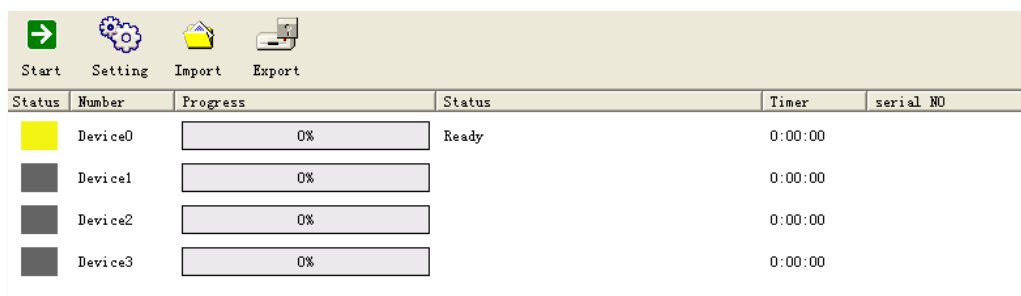 Start Setting Import Export
Status Number Progress Status Timer serial NO
Device0 0% Ready 0:00:00
Device1 0% 0:00:00
Device2 0% 0:00:00
Device3 0% 0:00:00